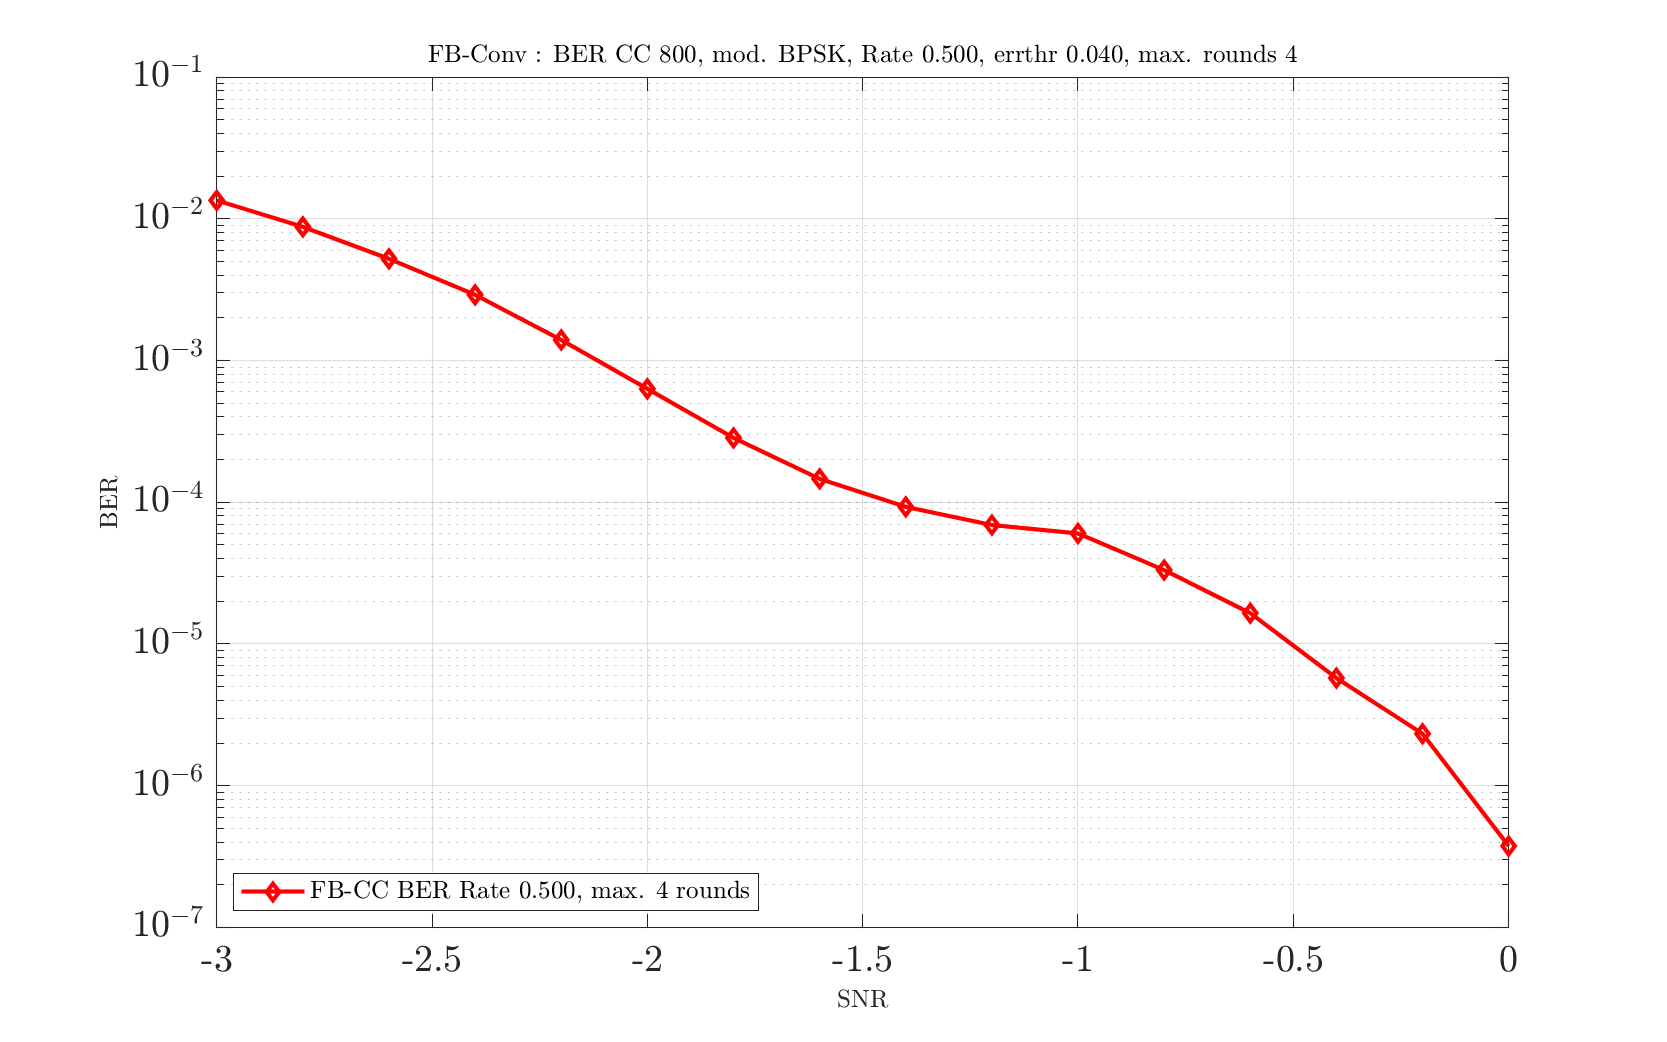 FB-Conv : BER CC 800, mod. BPSK, Rate 0.500, errthr 0.040, max. rounds 4
10^{-1}
10^{-2}
10^{-3}
10^{-4}
10^{-5}
10^{-6}
10^{-7}
BER
FB-CC BER Rate 0.500, max. 4 rounds
-3 -2.5 -2 -1.5 -1 -0.5 0
SNR